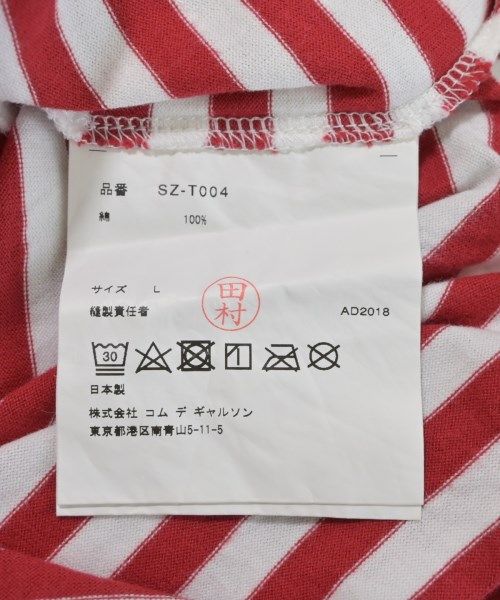 品番 SZ-T004
綿 100%
サイズ L
縫製責任者 田村 AD2018
30
日本製
株式会社 コム デ ギャルソン
東京都港区南青山5-11-5